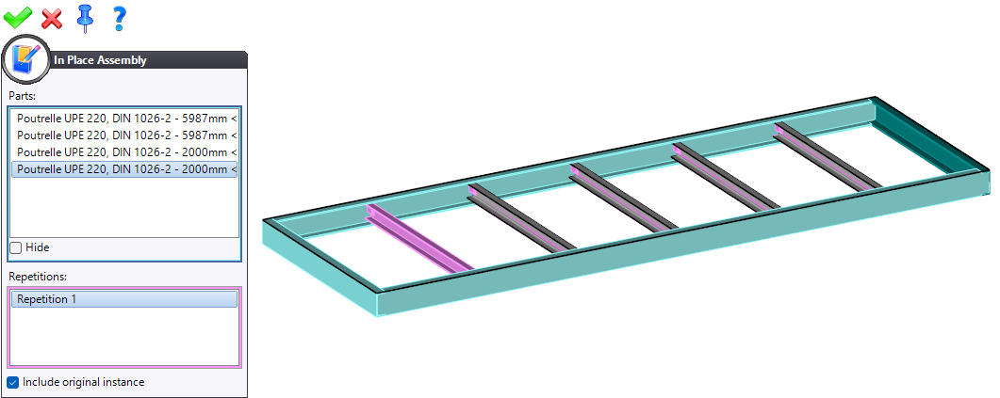 In Place Assembly
Parts:
Poutrelle UPE 220, DIN 1026-2 - 5987mm <
Poutrelle UPE 220, DIN 1026-2 - 5987mm <
Poutrelle UPE 220, DIN 1026-2 - 2000mm <
Poutrelle UPE 220, DIN 1026-2 - 2000mm <
Hide
Repetitions:
Repetition 1
Include original instance